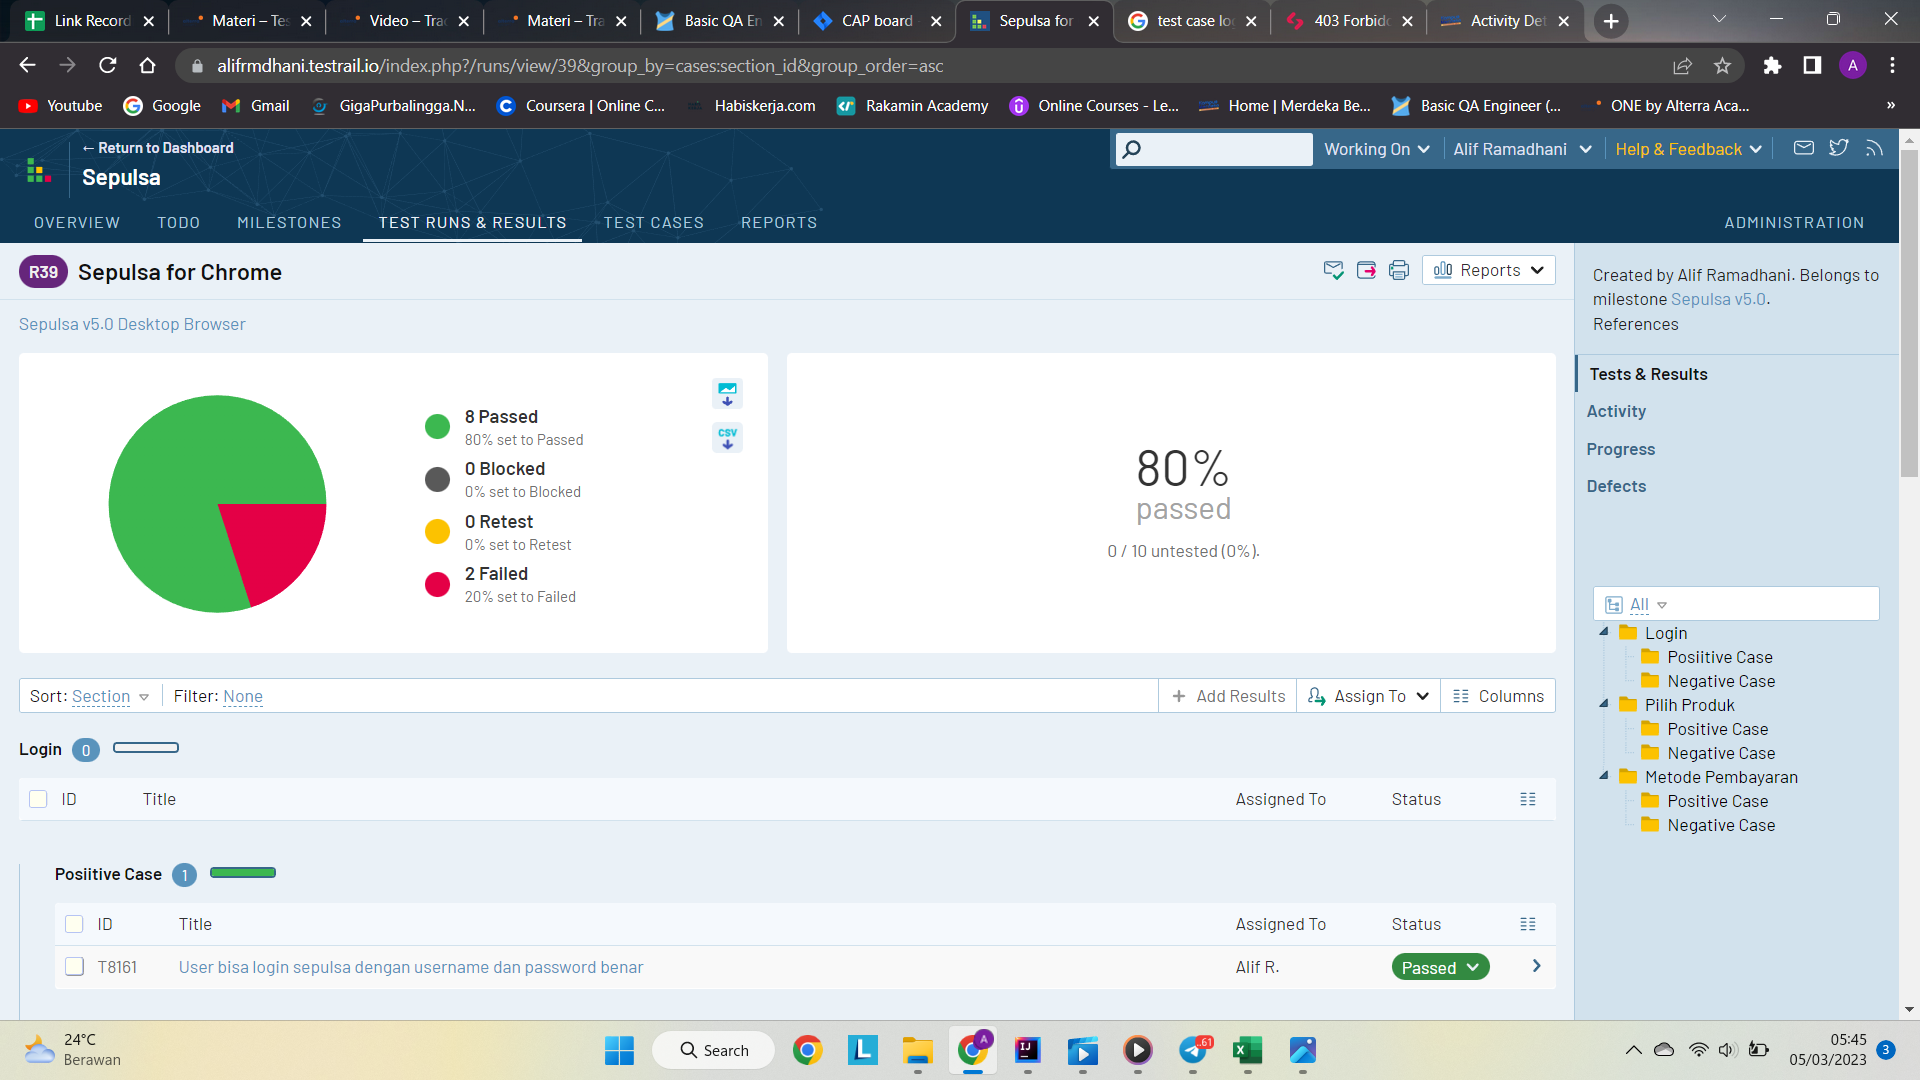 Link Record
Materi – Tes
Video – Trac
Materi – Tra
Basic QA En
CAP board
Sepulsa for
test case lo
403 Forbid
Activity Det
alifrmdhani.testrail.io/index.php?/runs/view/39&group_by=cases:section_id&group_order=asc
A
Youtube
Google
Gmail
GigaPurbalingga.N...
Coursera | Online C...
Habiskerja.com
Rakamin Academy
Online Courses - Le...
Home | Merdeka Be...
Basic QA Engineer (...
ONE by Alterra Aca...
»
← Return to Dashboard
Sepulsa
Working On
Alif Ramadhani
Help & Feedback
OVERVIEW
TODO
MILESTONES
TEST RUNS & RESULTS
TEST CASES
REPORTS
ADMINISTRATION
R39
Sepulsa for Chrome
Reports
Sepulsa v5.0 Desktop Browser
8 Passed
80% set to Passed
0 Blocked
0% set to Blocked
0 Retest
0% set to Retest
2 Failed
20% set to Failed
CSV
80%
passed
0 / 10 untested (0%).
Created by Alif Ramadhani. Belongs to
milestone Sepulsa v5.0.
References
Tests & Results
Activity
Progress
Defects
All
Login
Posiitive Case
Negative Case
Pilih Produk
Positive Case
Negative Case
Metode Pembayaran
Positive Case
Negative Case
Sort: Section
Filter: None
+ Add Results
Assign To
Columns
Login 0
ID
Title
Assigned To
Status
Posiitive Case 1
ID
Title
Assigned To
Status
T8161
User bisa login sepulsa dengan username dan password benar
Alif R.
Passed
24°C
Berawan
Search
L
A
IJ
..61
05:45
05/03/2023
3